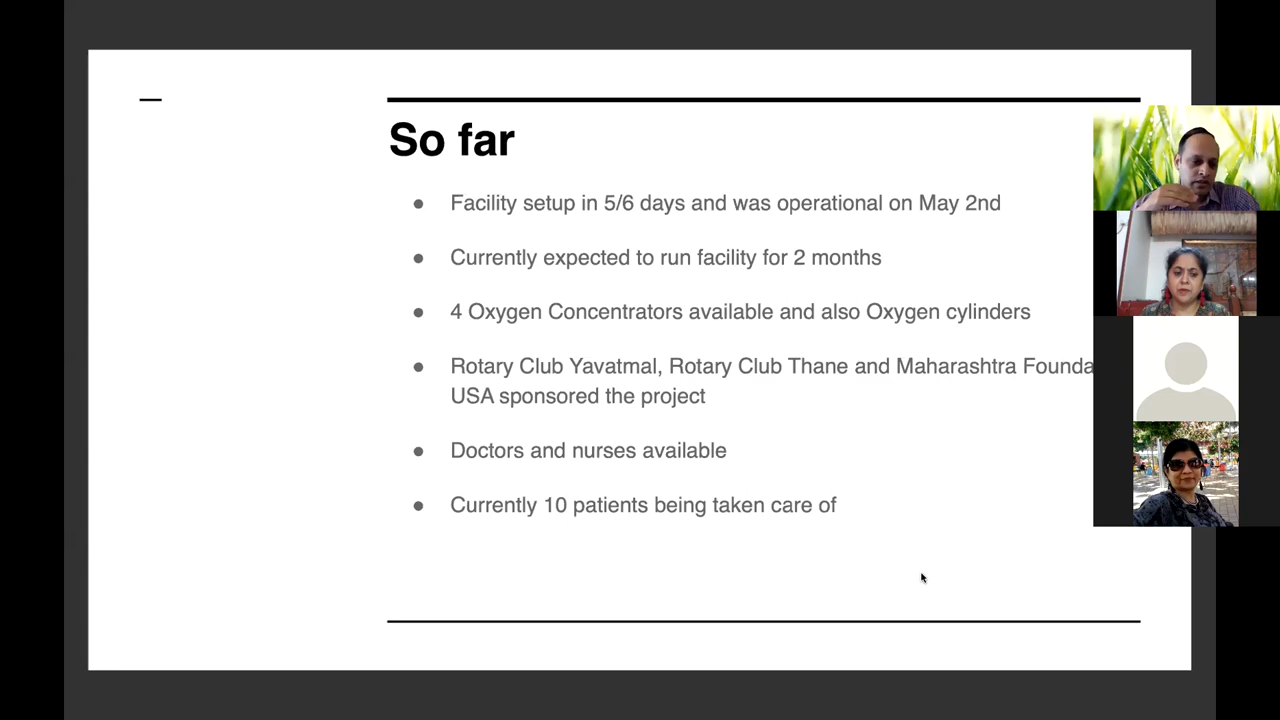 So far
Facility setup in 5/6 days and was operational on May 2nd
Currently expected to run facility for 2 months
4 Oxygen Concentrators available and also Oxygen cylinders
Rotary Club Yavatmal, Rotary Club Thane and Maharashtra Founda
USA sponsored the project
Doctors and nurses available
Currently 10 patients being taken care of